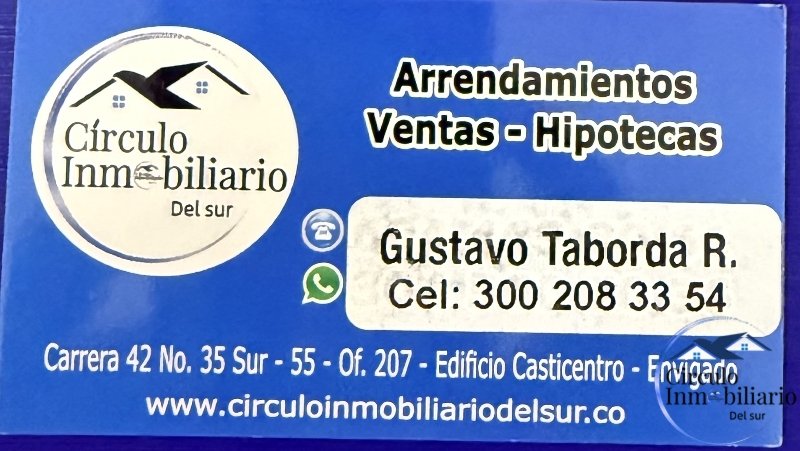 Círculo
Inmobiliario
Del sur
Arrendamientos
Ventas - Hipotecas
Gustavo Taborda R.
Cel: 300 208 33 54
Carrera 42 No. 35 Sur - 55 - Of. 207 - Edificio Casticentro - Envigado
www.circuloinmobiliariodelsur.co
Círculo
Inmobiliario
Del sur